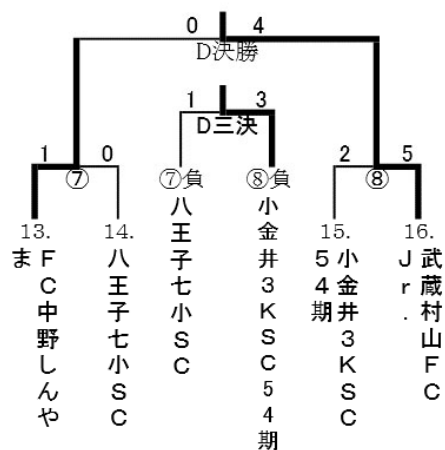 0 4
D決勝
1 3
D三決
1 0
⑦
2 5
⑧
⑦負
⑧負
13.
FC中野しんや
ま
14.
八王子七小SC
八王子七小SC
小金井3KSC54期
15.
小金井3KSC
54期
16.
武蔵村山FC
Jr.